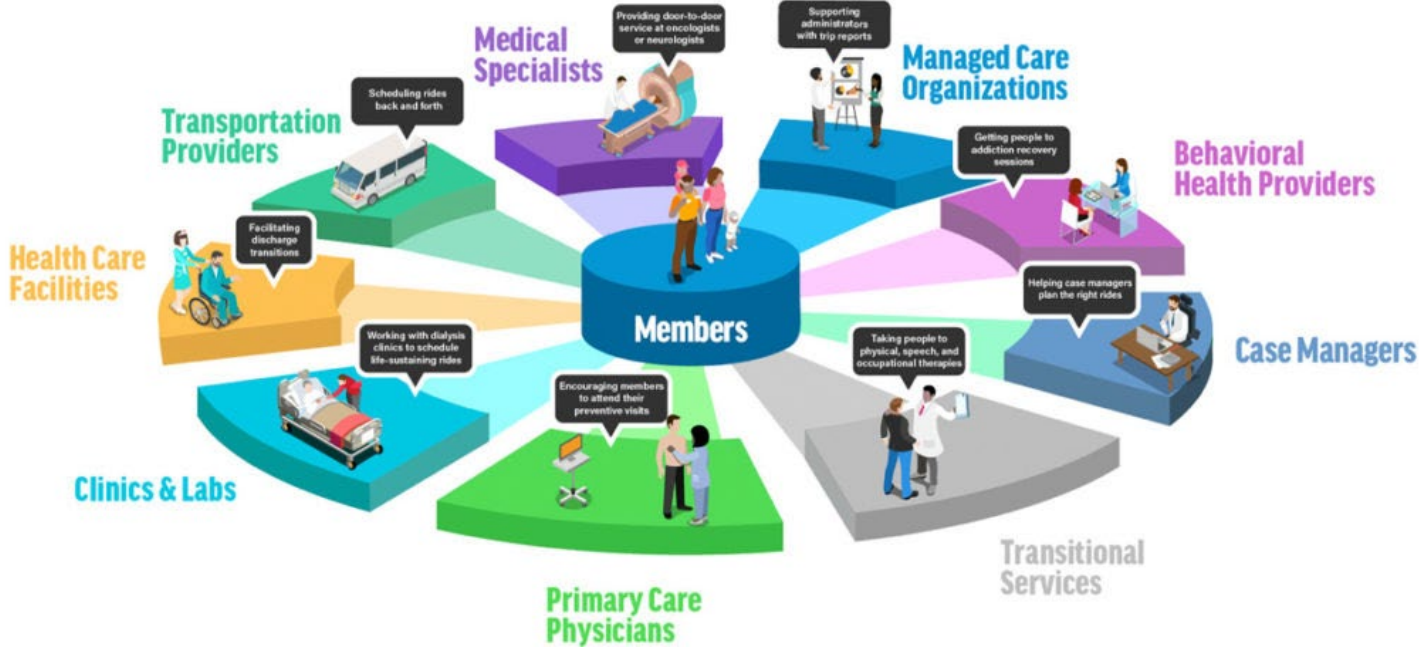 Medical
Specialists
Providing door-to-door
service at oncologists
or neurologists
Supporting
administrators
with trip reports
Managed Care
Organizations
Scheduling rides
back and forth
Transportation
Providers
Getting people to
addiction recovery
sessions
Behavioral
Health Providers
Health Care
Facilities
Facilitating
discharge
transitions
Members
Helping case managers
plan the right rides
Case Managers
Working with dialysis
clinics to schedule
life-sustaining rides
Taking people to
physical, speech, and
occupational therapies
Encouraging members
to attend their
preventive visits
Clinics & Labs
Transitional
Services
Primary Care
Physicians